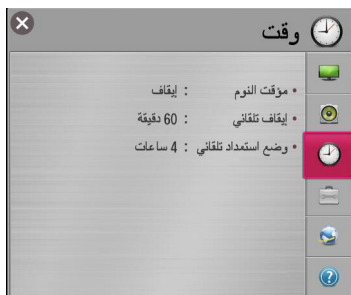 وقت
• مؤقت النوم : إيقاف
• إيقاف تلقائي : 60 دقيقة
• وضع استعداد تلقائي : 4 ساعات